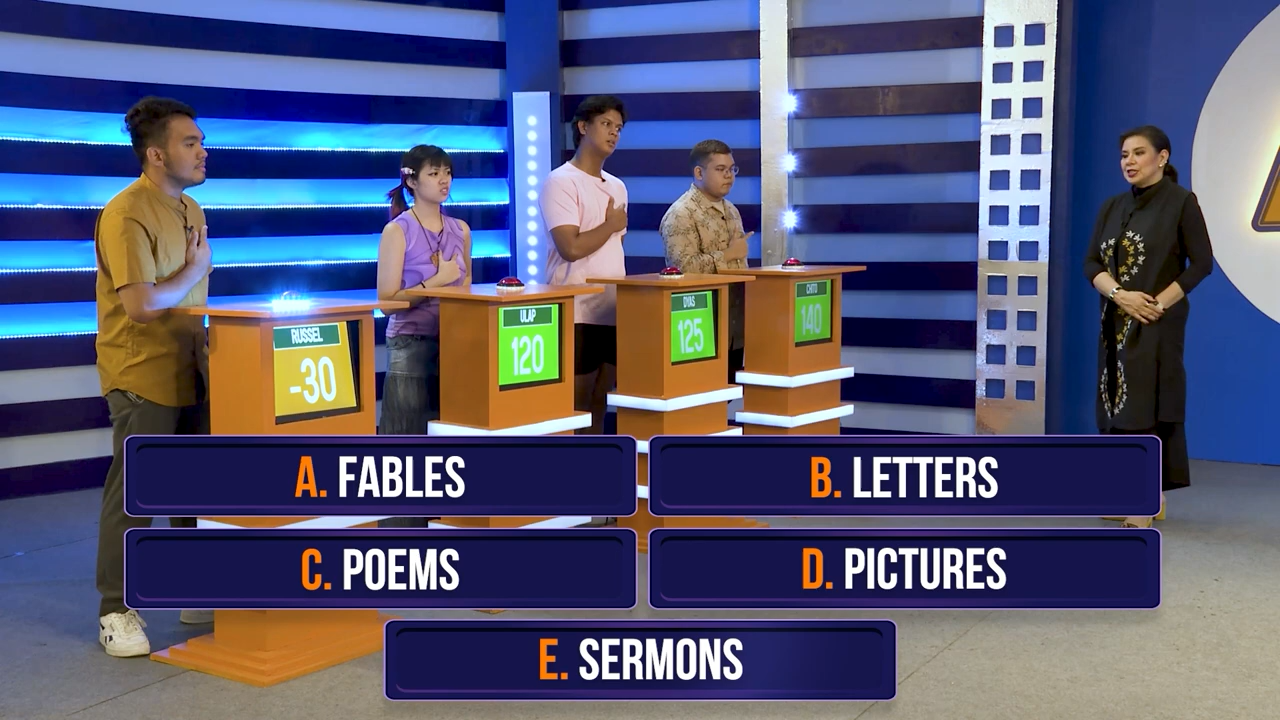 RUSSEL
-30
ULAP
120
DYAS
125
CHITO
140
A. FABLES
B. LETTERS
C. POEMS
D. PICTURES
E. SERMONS